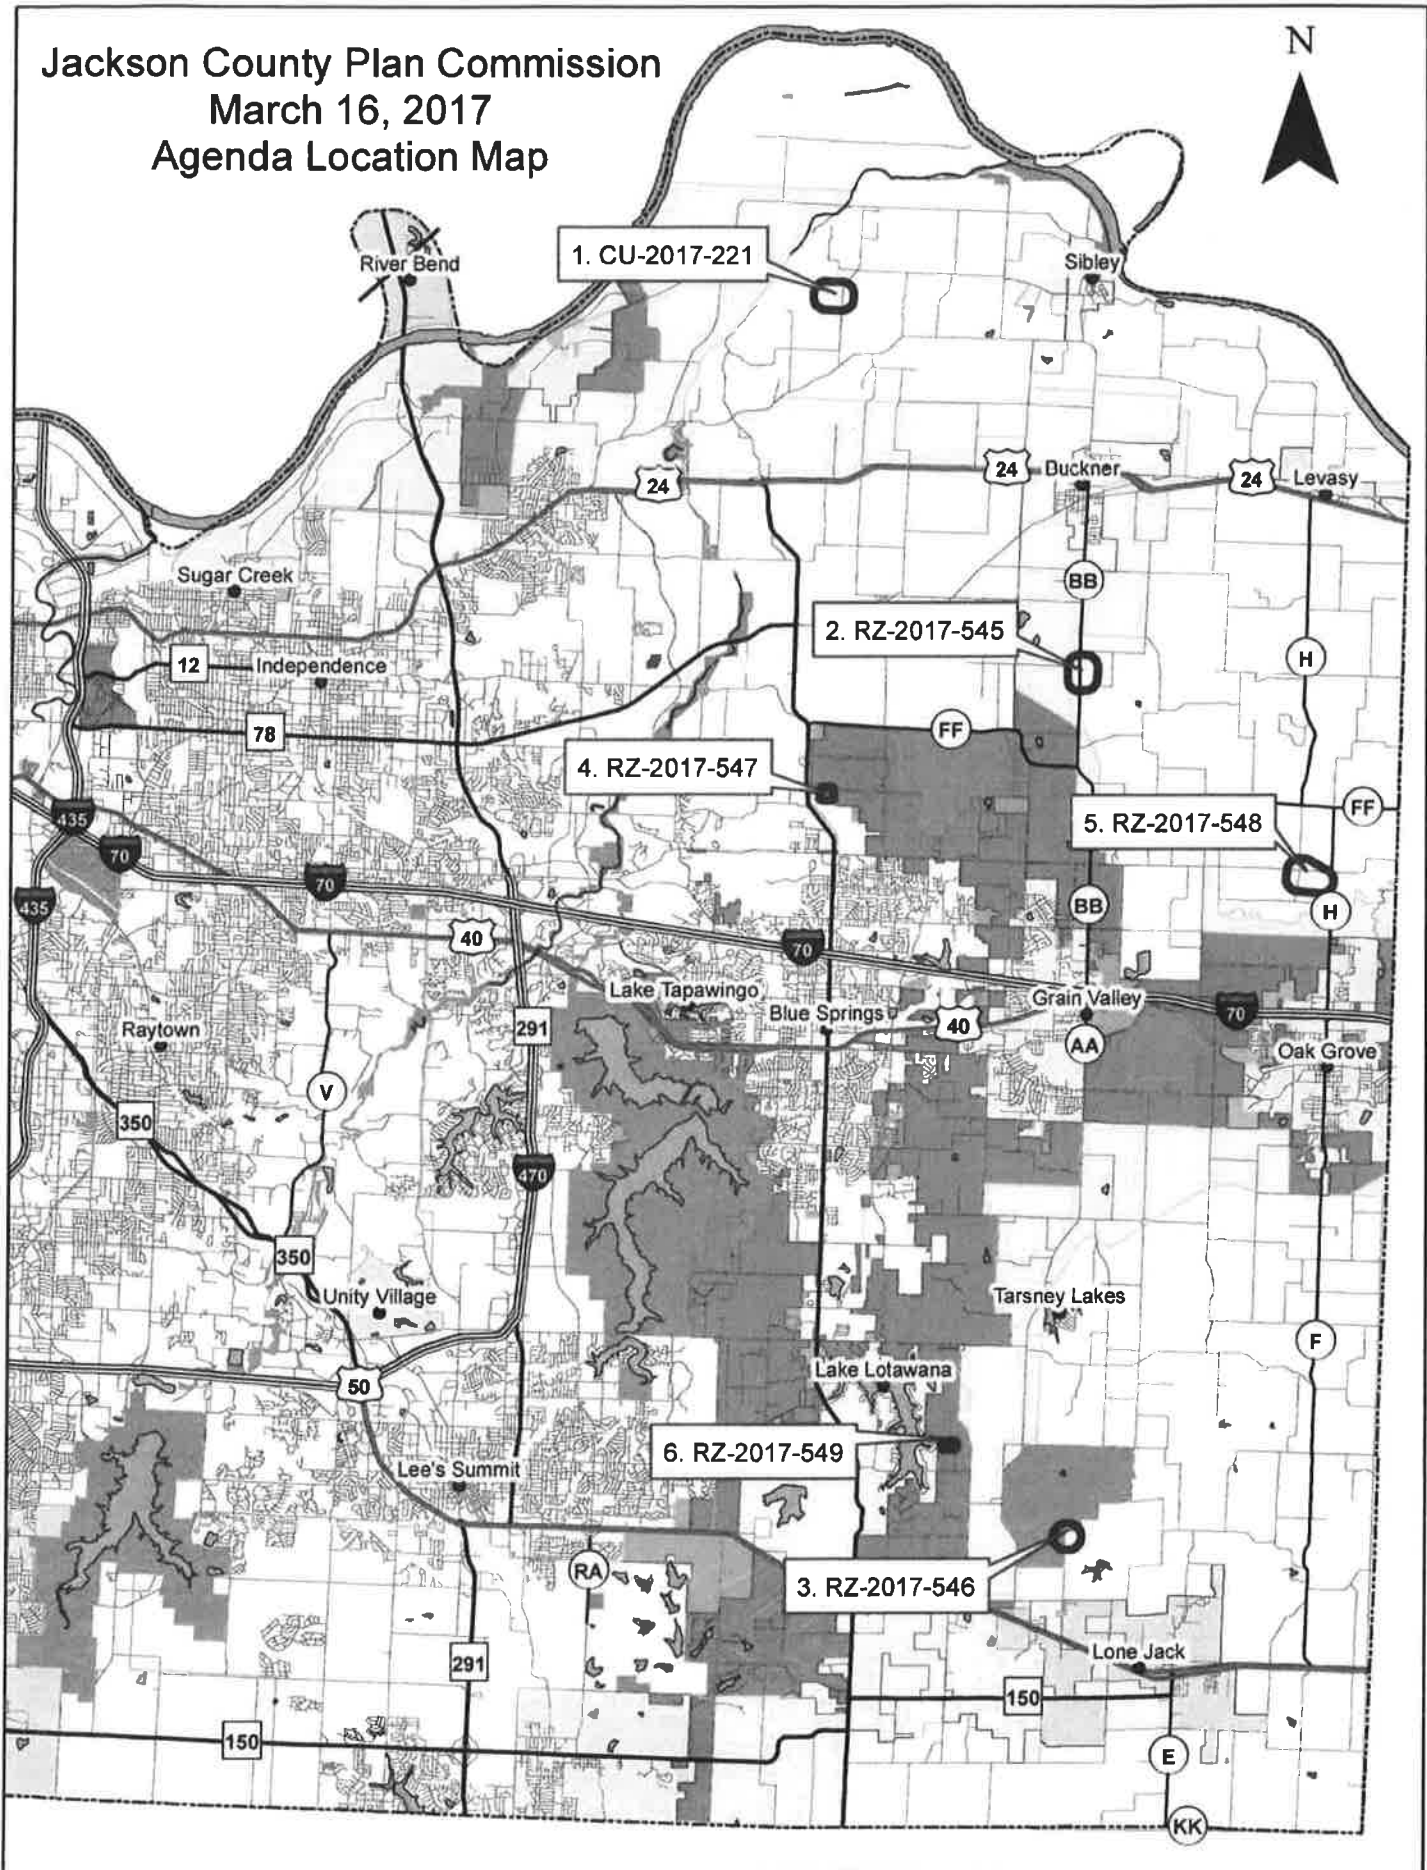 Jackson County Plan Commission
March 16, 2017
Agenda Location Map
N
River Bend
1. CU-2017-221
Sibley
24
24
Buckner
24
Levasy
Sugar Creek
BB
12
Independence
2. RZ-2017-545
H
78
FF
4. RZ-2017-547
FF
435
5. RZ-2017-548
70
70
435
BB
H
40
70
Lake Tapawingo
Grain Valley
Blue Springs
40
70
Raytown
291
AA
Oak Grove
V
350
470
350
Unity Village
Tarsney Lakes
F
Lake Lotawana
50
6. RZ-2017-549
Lee's Summit
RA
3. RZ-2017-546
Lone Jack
291
150
150
E
KK